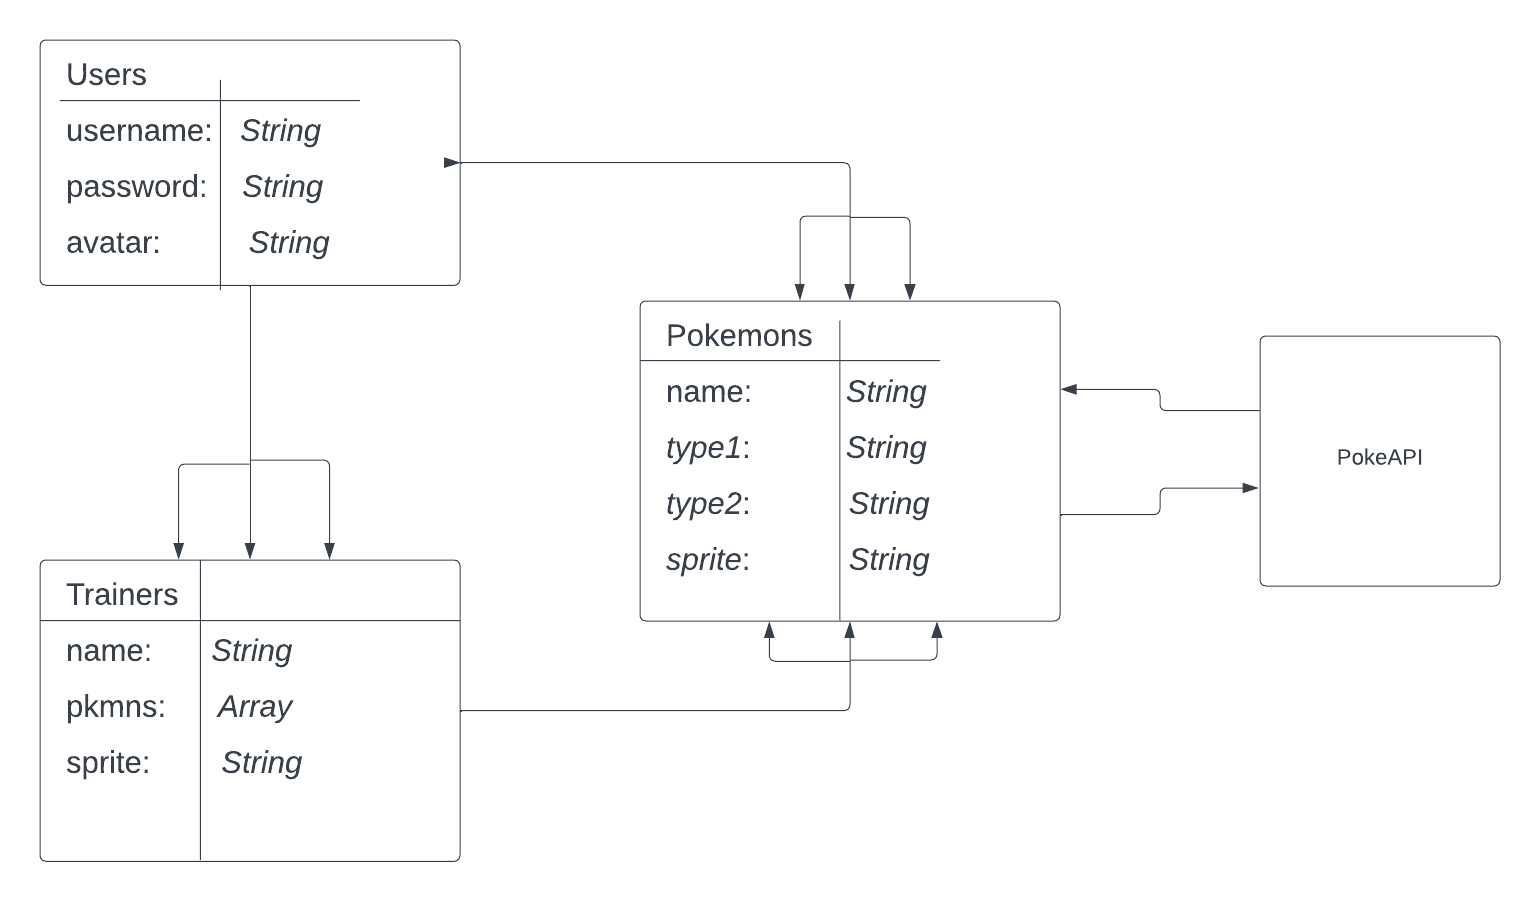 Users
username: String
password: String
avatar: String
Pokemons
name: String
type1: String
type2: String
sprite: String
PokeAPI
Trainers
name: String
pkmns: Array
sprite: String